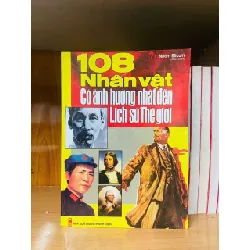 108
Nhân vật
Có ảnh hưởng nhất đến
Lịch sử Thế giới